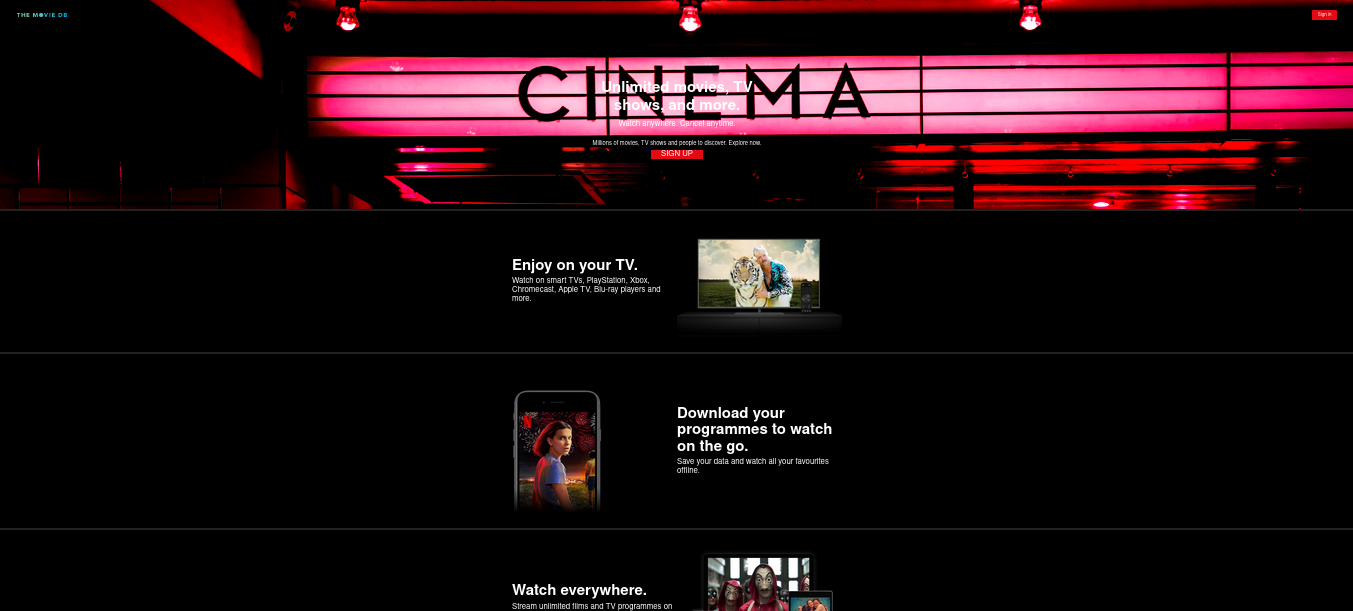 THE MOVIE DB
Sign in
CINEMA
Unlimited movies, TV
shows, and more.
Watch anywhere. Cancel anytime.
Millions of movies, TV shows and people to discover. Explore now.
SIGN UP
Enjoy on your TV.
Watch on smart TVs, PlayStation, Xbox,
Chromecast, Apple TV, Blu-ray players and
more.
Download your
programmes to watch
on the go.
Save your data and watch all your favourites
offline.
Watch everywhere.
Stream unlimited films and TV programmes on